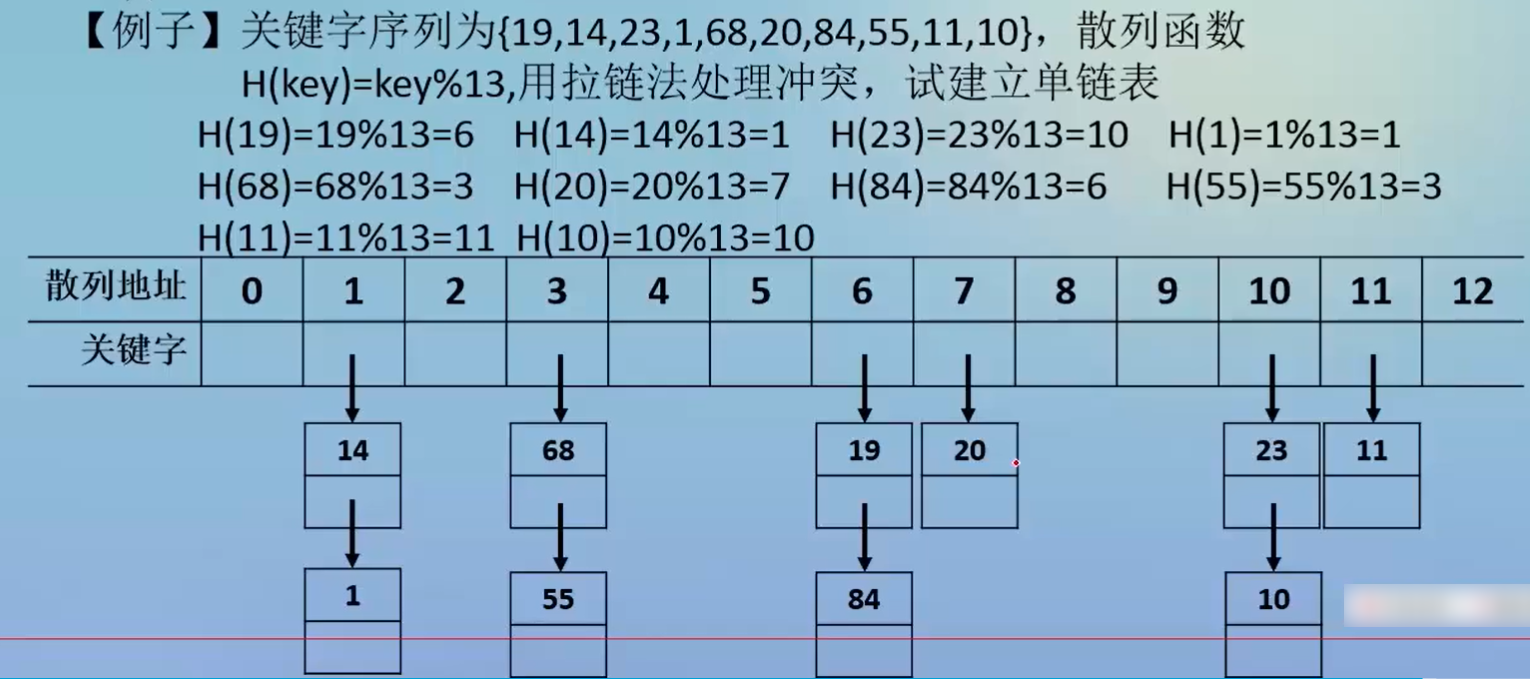 【例子】关键字序列为{19,14,23,1,68,20,84,55,11,10}，散列函数
H(key)=key%13,用拉链法处理冲突，试建立单链表
H(19)=19%13=6 H(14)=14%13=1 H(23)=23%13=10 H(1)=1%13=1
H(68)=68%13=3 H(20)=20%13=7 H(84)=84%13=6 H(55)=55%13=3
H(11)=11%13=11 H(10)=10%13=10
散列地址 0 1 2 3 4 5 6 7 8 9 10 11 12
关键字
14 68 19 20 23 11
1 55 84 10